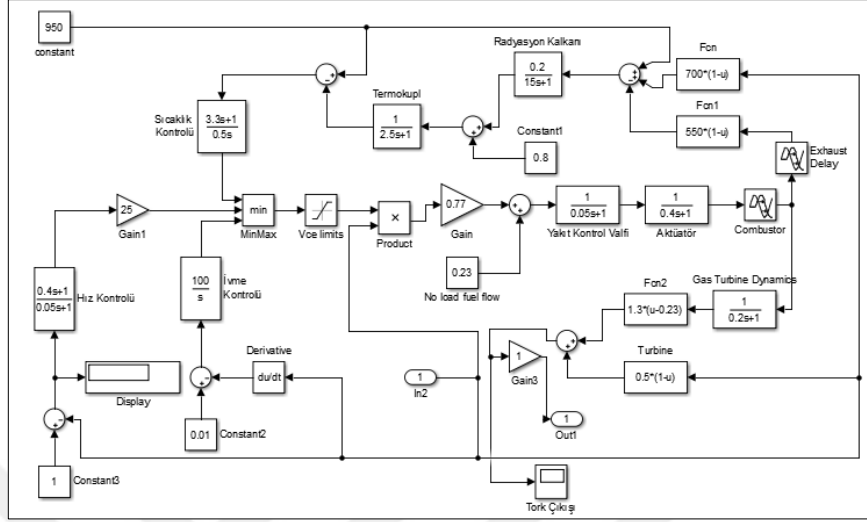 950
constant
Radyasyon Kalkanı
0.2
15s+1
Fcn
700*(1-u)
Termokupl
1
2.5s+1
Fcn1
550*(1-u)
Sıcaklık
Kontrolü
3.3s+1
0.5s
Constant1
0.8
Exhaust
Delay
25
Gain1
min
MinMax
Vce limits
×
Product
0.77
Gain
1
0.05s+1
Yakıt Kontrol Valfi
1
0.4s+1
Aktüatör
Combustor
0.4s+1
0.05s+1
Hız Kontrolü
100
s
İvme
Kontrolü
0.23
No load fuel flow
Fcn2
1.3*(u-0.23)
Gas Turbine Dynamics
1
0.2s+1
Derivative
du/dt
Display
1
In2
1
Gain3
Turbine
0.5*(1-u)
0.01
Constant2
1
Out1
1
Constant3
Tork Çıkışı